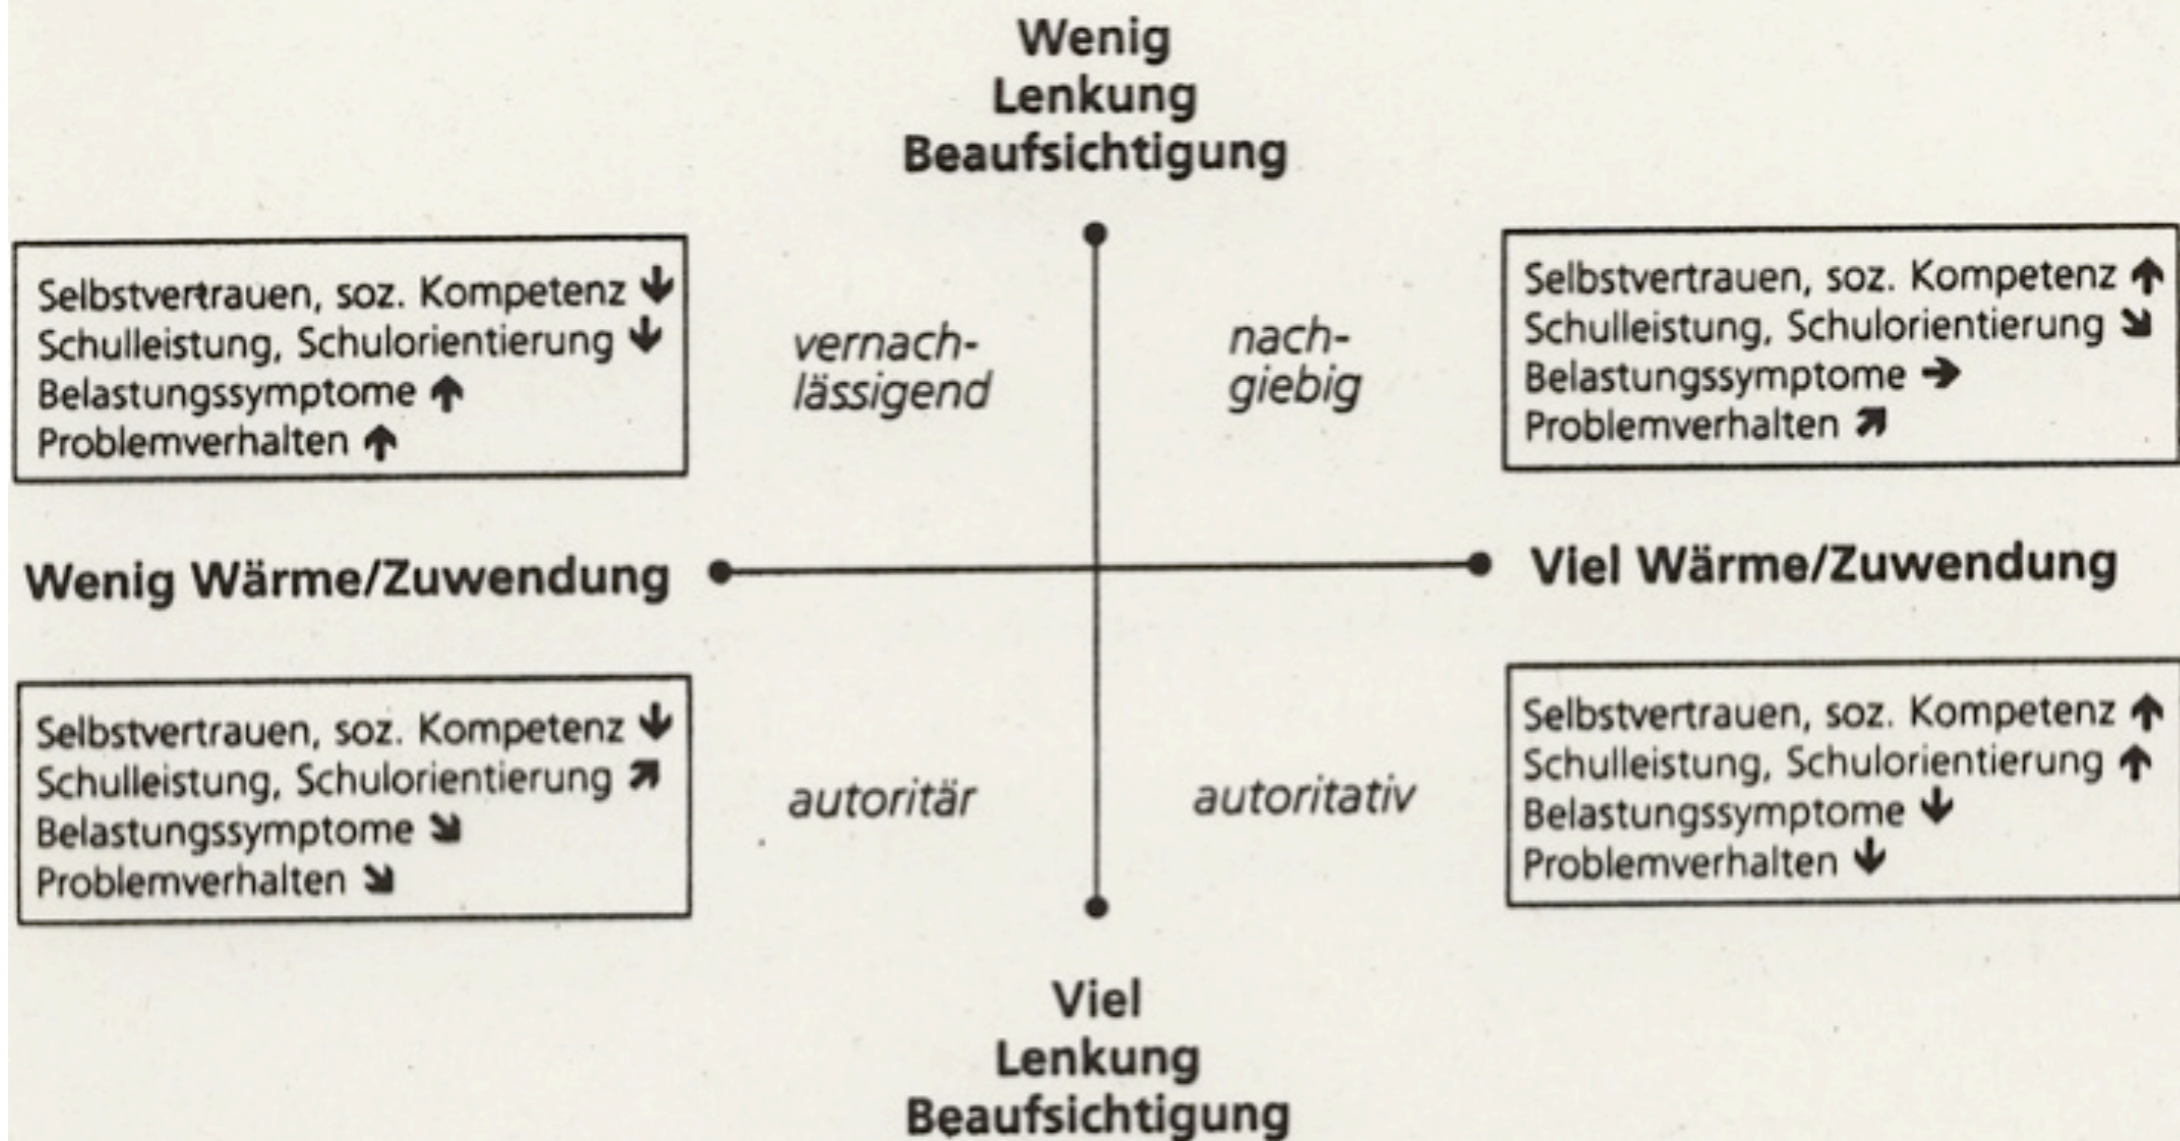 Wenig
Lenkung
Beaufsichtigung
Selbstvertrauen, soz. Kompetenz ↓
Schulleistung, Schulorientierung ↓
Belastungssymptome ↑
Problemverhalten ↑
vernach-
lässigend
nach-
giebig
Selbstvertrauen, soz. Kompetenz ↑
Schulleistung, Schulorientierung ↘
Belastungssymptome →
Problemverhalten ↗
Wenig Wärme/Zuwendung
Viel Wärme/Zuwendung
Selbstvertrauen, soz. Kompetenz ↓
Schulleistung, Schulorientierung ↗
Belastungssymptome ↘
Problemverhalten ↘
autoritär
autoritativ
Selbstvertrauen, soz. Kompetenz ↑
Schulleistung, Schulorientierung ↑
Belastungssymptome ↓
Problemverhalten ↓
Viel
Lenkung
Beaufsichtigung